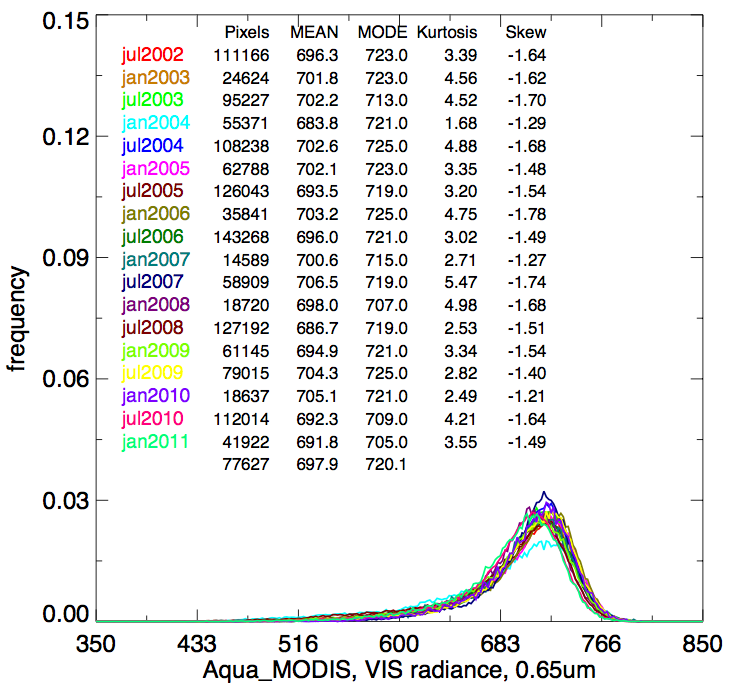 0.15
0.12
0.09
0.06
0.03
0.00
frequency
Pixels MEAN MODE Kurtosis Skew
jul2002 111166 696.3 723.0 3.39 -1.64
jan2003 24624 701.8 723.0 4.56 -1.62
jul2003 95227 702.2 713.0 4.52 -1.70
jan2004 55371 683.8 721.0 1.68 -1.29
jul2004 108238 702.6 725.0 4.88 -1.68
jan2005 62788 702.1 723.0 3.35 -1.48
jul2005 126043 693.5 719.0 3.20 -1.54
jan2006 35841 703.2 725.0 4.75 -1.78
jul2006 143268 696.0 721.0 3.02 -1.49
jan2007 14589 700.6 715.0 2.71 -1.27
jul2007 58909 706.5 719.0 5.47 -1.74
jan2008 18720 698.0 707.0 4.98 -1.68
jul2008 127192 686.7 719.0 2.53 -1.51
jan2009 61145 694.9 721.0 3.34 -1.54
jul2009 79015 704.3 725.0 2.82 -1.40
jan2010 18637 705.1 721.0 2.49 -1.21
jul2010 112014 692.3 709.0 4.21 -1.64
jan2011 41922 691.8 705.0 3.55 -1.49
77627 697.9 720.1
350 433 516 600 683 766 850
Aqua_MODIS, VIS radiance, 0.65um